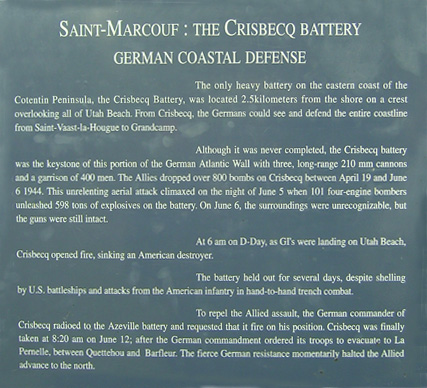 SAINT-MARCOUF : THE CRISBECQ BATTERY
GERMAN COASTAL DEFENSE
The only heavy battery on the eastern coast of the
Cotentin Peninsula, the Crisbecq Battery, was located 2.5kilometers from the shore on a crest
overlooking all of Utah Beach. From Crisbecq, the Germans could see and defend the entire coastline
from Saint-Vaast-la-Hougue to Grandcamp.
Although it was never completed, the Crisbecq battery
was the keystone of this portion of the German Atlantic Wall with three, long-range 210 mm cannons
and a garrison of 400 men. The Allies dropped over 800 bombs on Crisbecq between April 19 and June
6 1944. This unrelenting aerial attack climaxed on the night of June 5 when 101 four-engine bombers
unleashed 598 tons of explosives on the battery. On June 6, the surroundings were unrecognizable, but
the guns were still intact.
At 6 am on D-Day, as GI's were landing on Utah Beach,
Crisbecq opened fire, sinking an American destroyer.
The battery held out for several days, despite shelling
by U.S. battleships and attacks from the American infantry in hand-to-hand trench combat.
To repel the Allied assault, the German commander of
Crisbecq radioed to the Azeville battery and requested that it fire on his position. Crisbecq was finally
taken at 8:20 am on June 12; after the German commandment ordered its troops to evacuate to La
Pernelle, between Quettehou and Barfleur. The fierce German resistance momentarily halted the Allied
advance to the north.